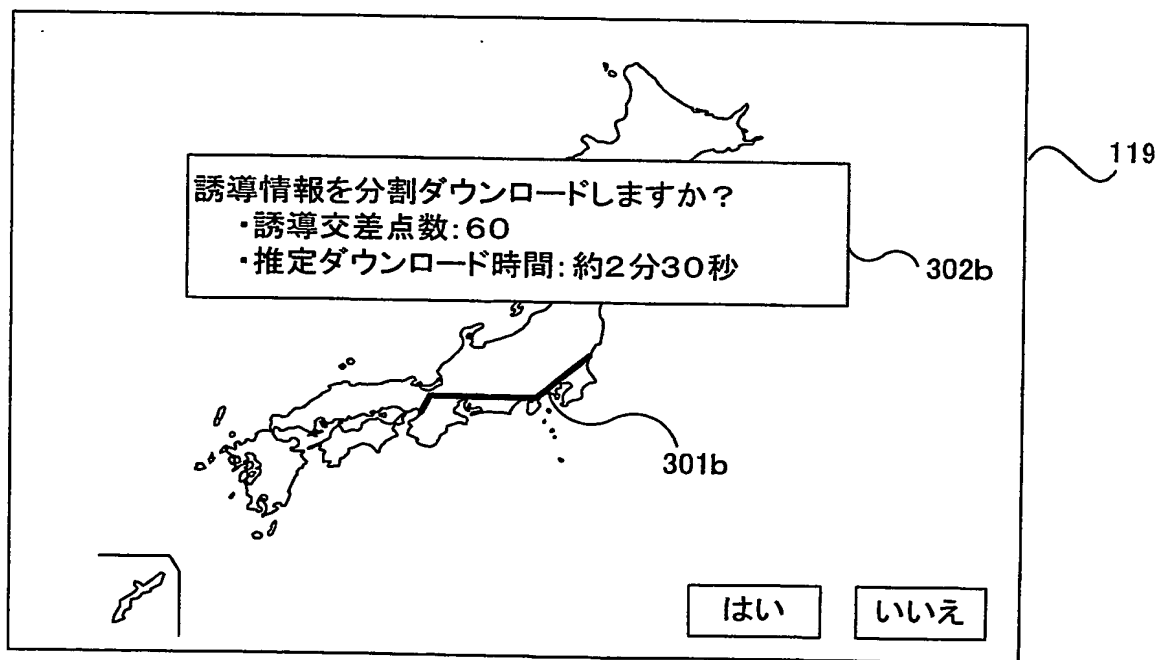 119
誘導情報を分割ダウンロードしますか？
・誘導交差点数：60
・推定ダウンロード時間：約2分30秒
302b
301b
はい
いいえ